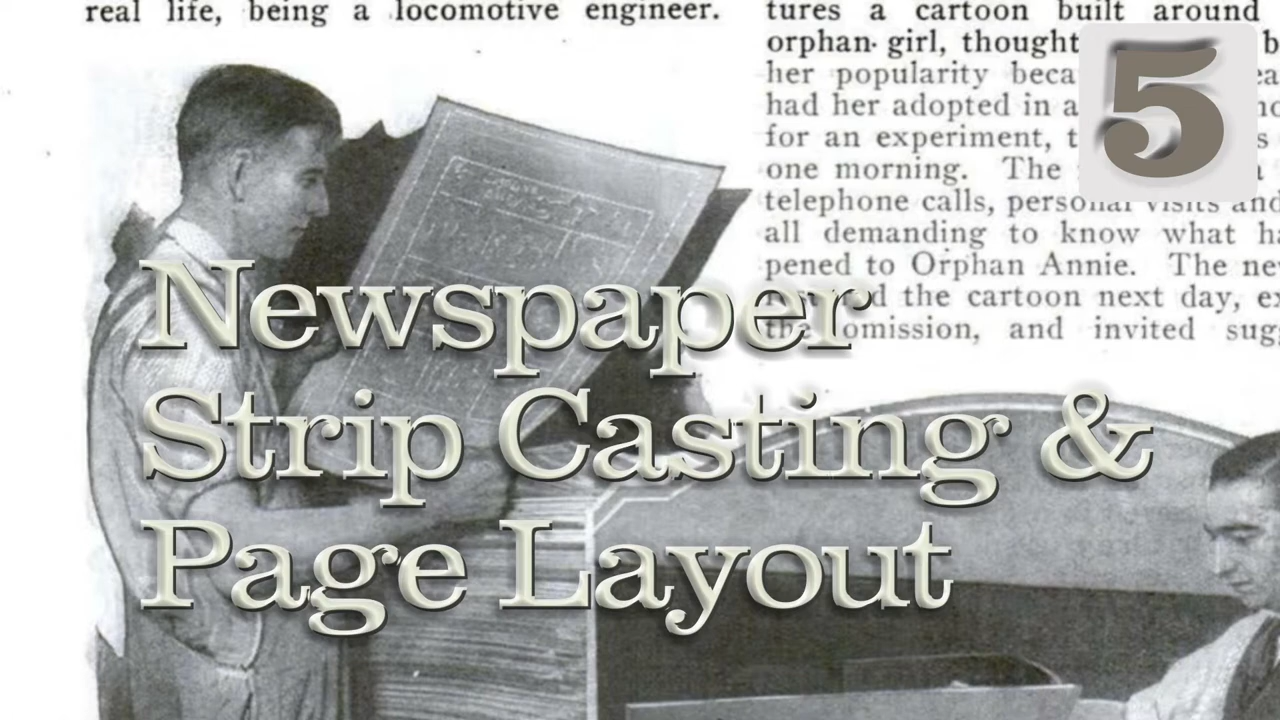 real life, being a locomotive engineer.
tures a cartoon built around
orphan girl, thought
her popularity beca
had her adopted in a
for an experiment, t
one morning. The
telephone calls, personal visits and
all demanding to know what ha
pened to Orphan Annie. The new
the cartoon next day, ex
the omission, and invited sugg
5
Newspaper
Strip Casting &
Page Layout